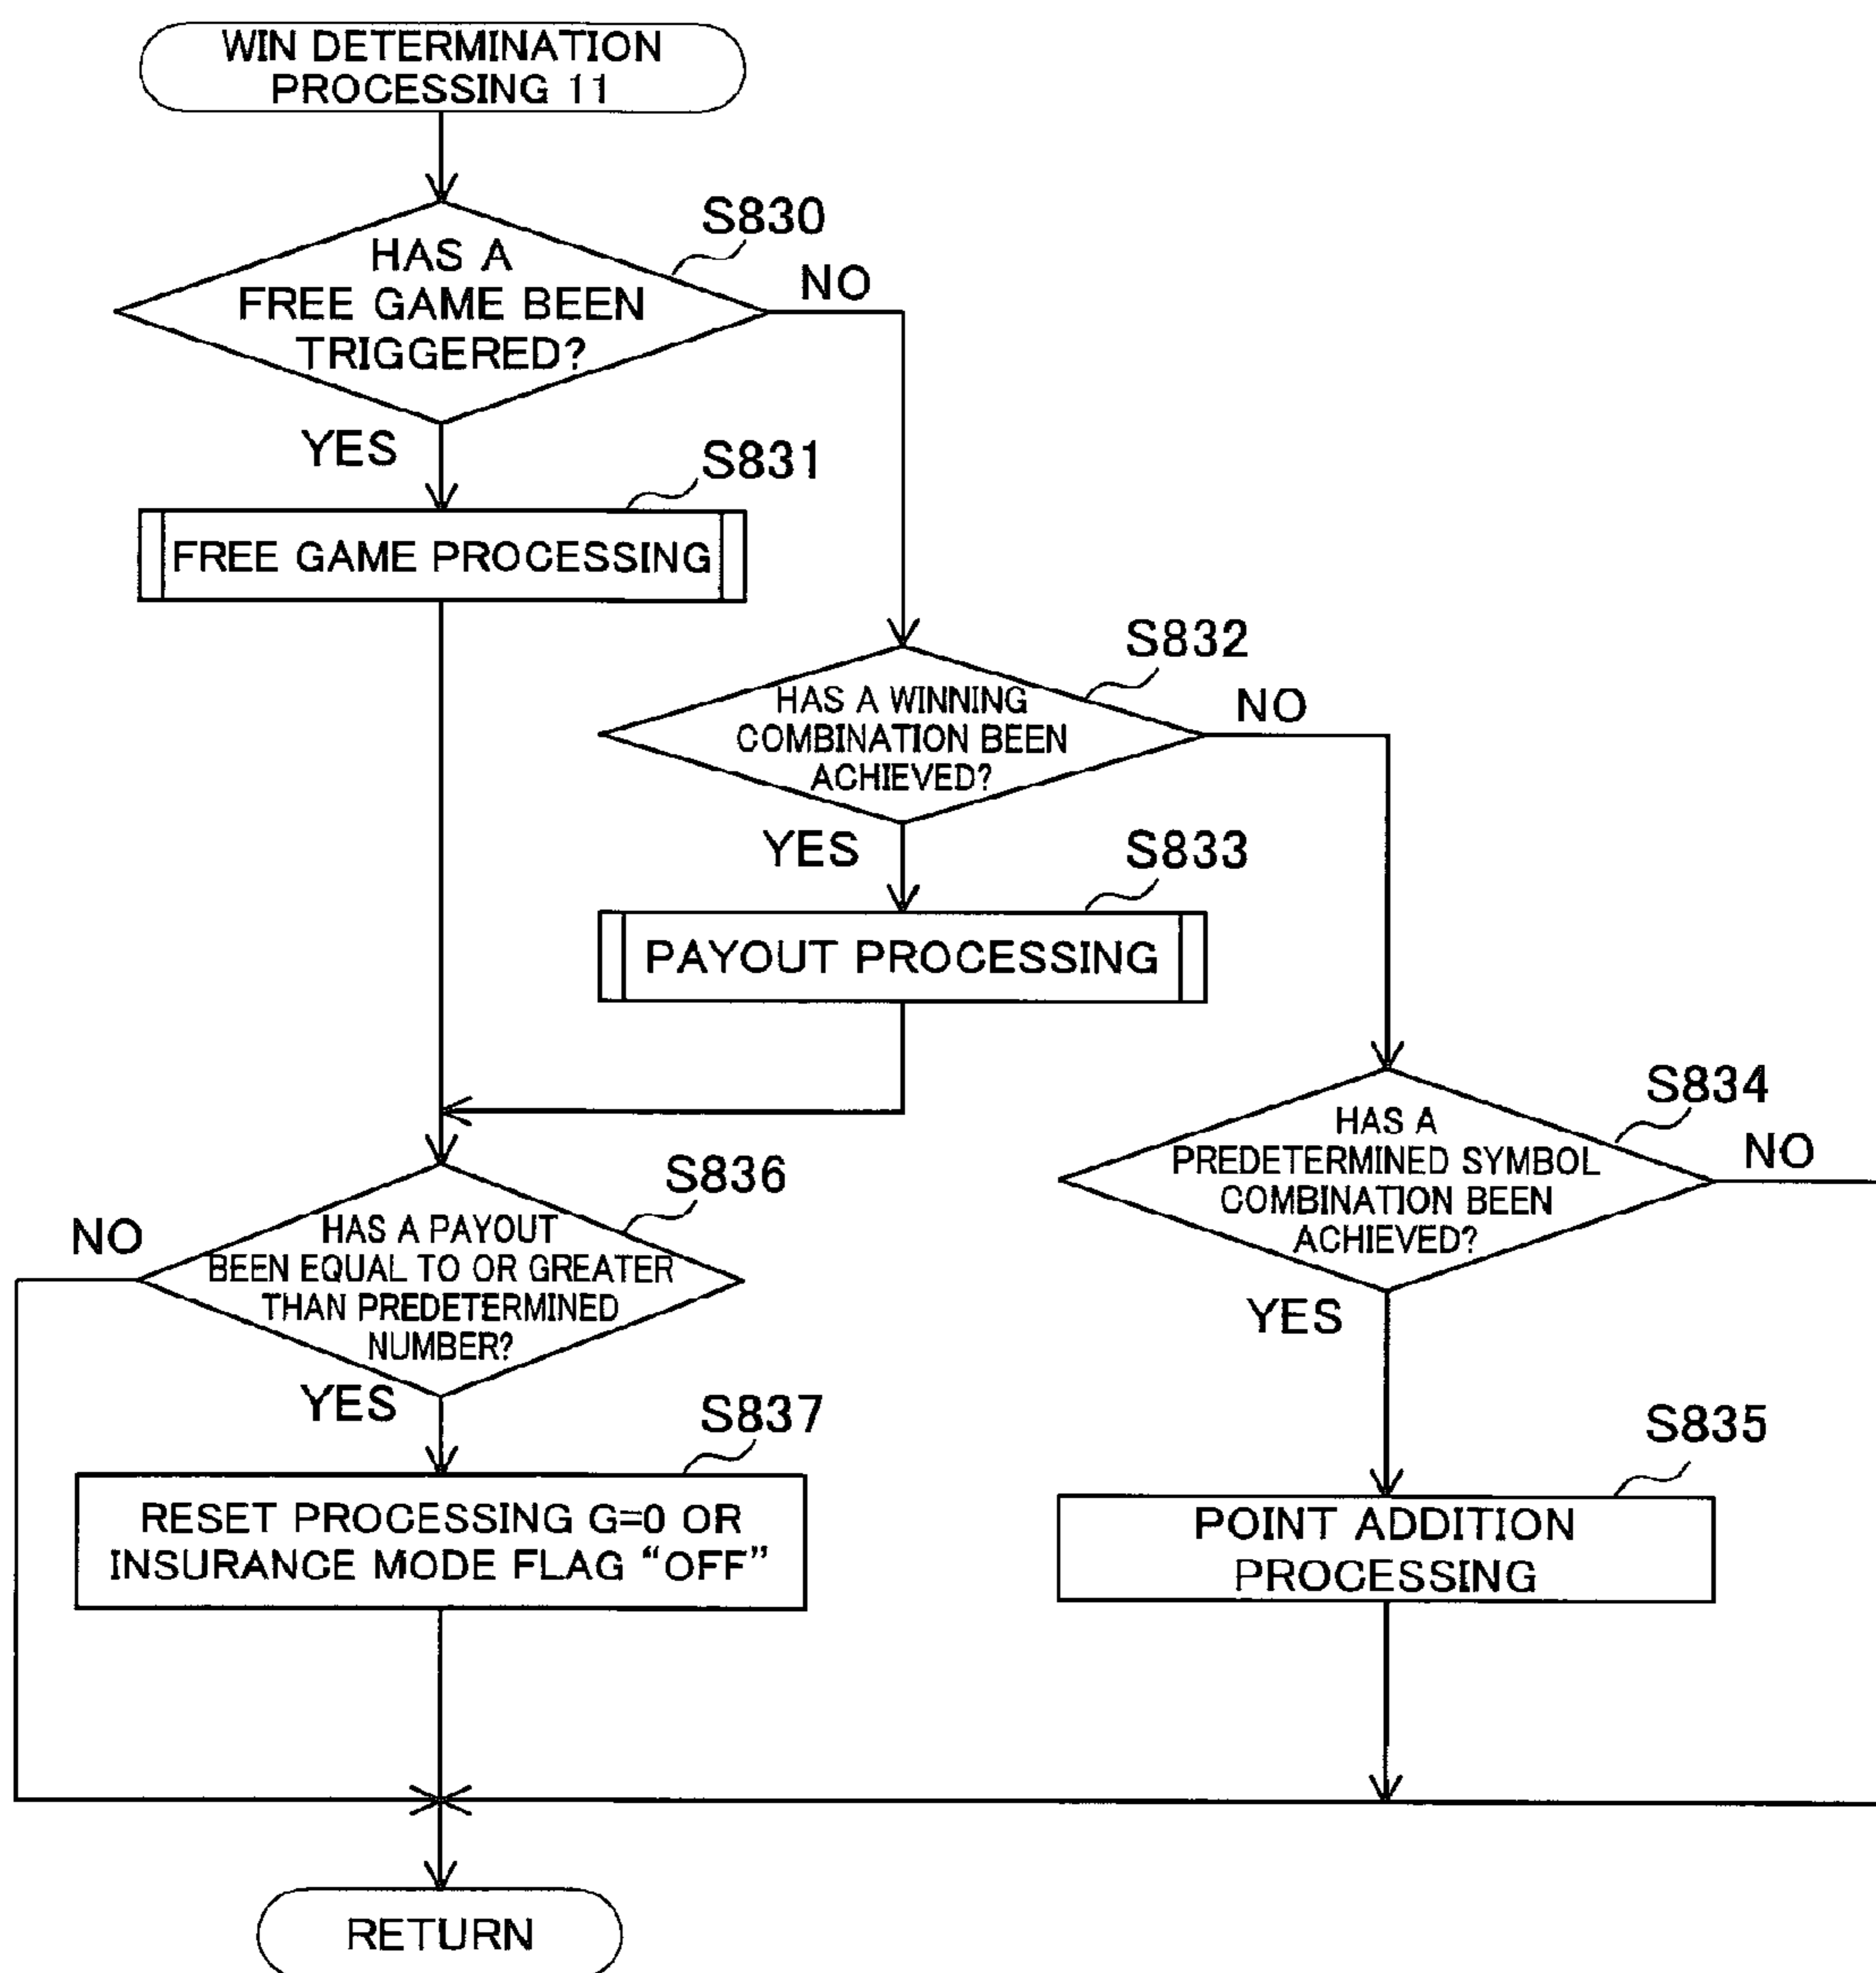 WIN DETERMINATION
PROCESSING 11
S830
HAS A
FREE GAME BEEN
TRIGGERED?
NO
YES
S831
FREE GAME PROCESSING
S832
HAS A WINNING
COMBINATION BEEN
ACHIEVED?
NO
YES
S833
PAYOUT PROCESSING
S834
HAS A
PREDETERMINED SYMBOL
COMBINATION BEEN
ACHIEVED?
NO
YES
S835
POINT ADDITION
PROCESSING
S836
HAS A PAYOUT
BEEN EQUAL TO OR GREATER
THAN PREDETERMINED
NUMBER?
NO
YES
S837
RESET PROCESSING G=0 OR
INSURANCE MODE FLAG “OFF”
RETURN